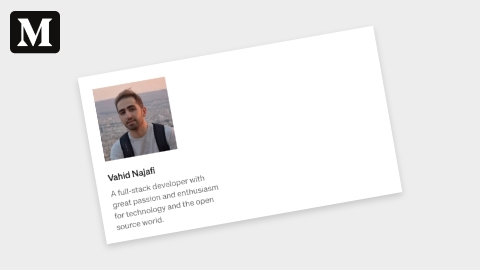 M
Vahid Najafi
A full-stack developer with
great passion and enthusiasm
for technology and the open
source world.